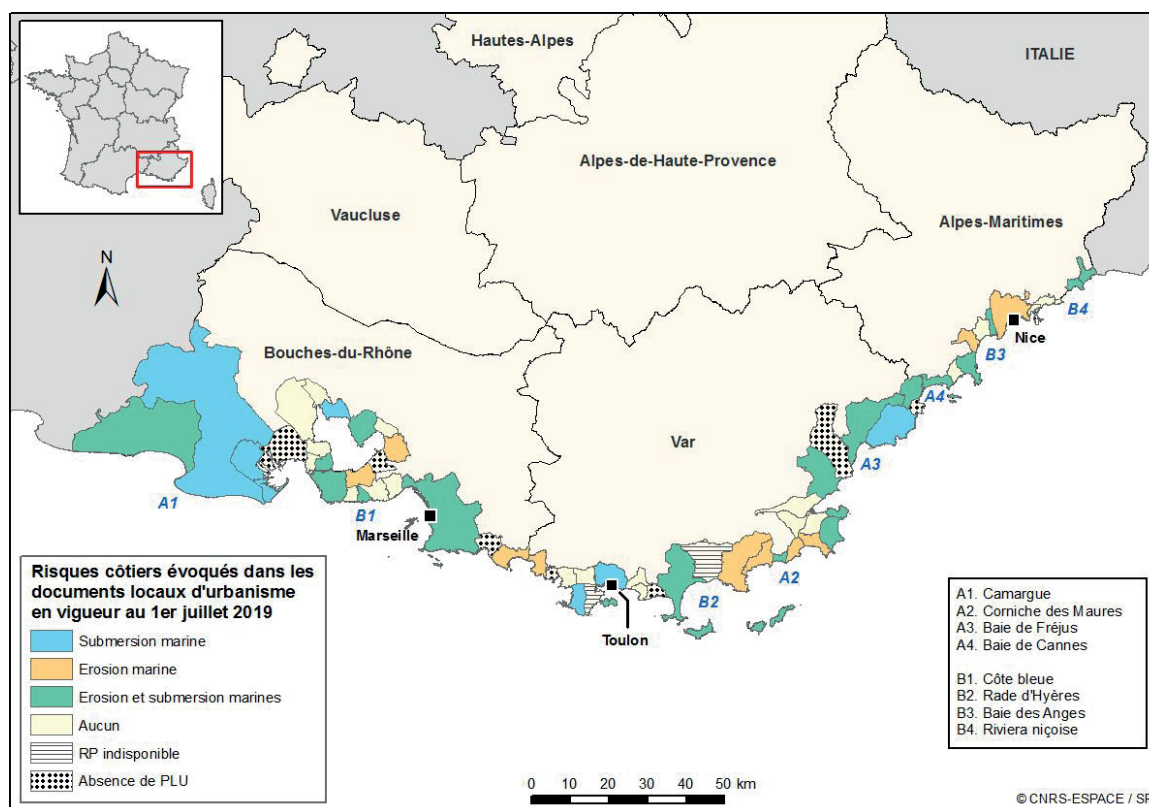 Hautes-Alpes
ITALIE
Alpes-de-Haute-Provence
Vaucluse
Alpes-Maritimes
N
B4
Nice
B3
Bouches-du-Rhône
A4
Var
A3
A1
B1
Marseille
A2
B2
Toulon
Risques côtiers évoqués dans les
documents locaux d'urbanisme
en vigueur au 1er juillet 2019
Submersion marine
Erosion marine
Erosion et submersion marines
Aucun
RP indisponible
Absence de PLU
A1. Camargue
A2. Corniche des Maures
A3. Baie de Fréjus
A4. Baie de Cannes
B1. Côte bleue
B2. Rade d'Hyères
B3. Baie des Anges
B4. Riviera niçoise
0 10 20 30 40 50 km
© CNRS-ESPACE / SP